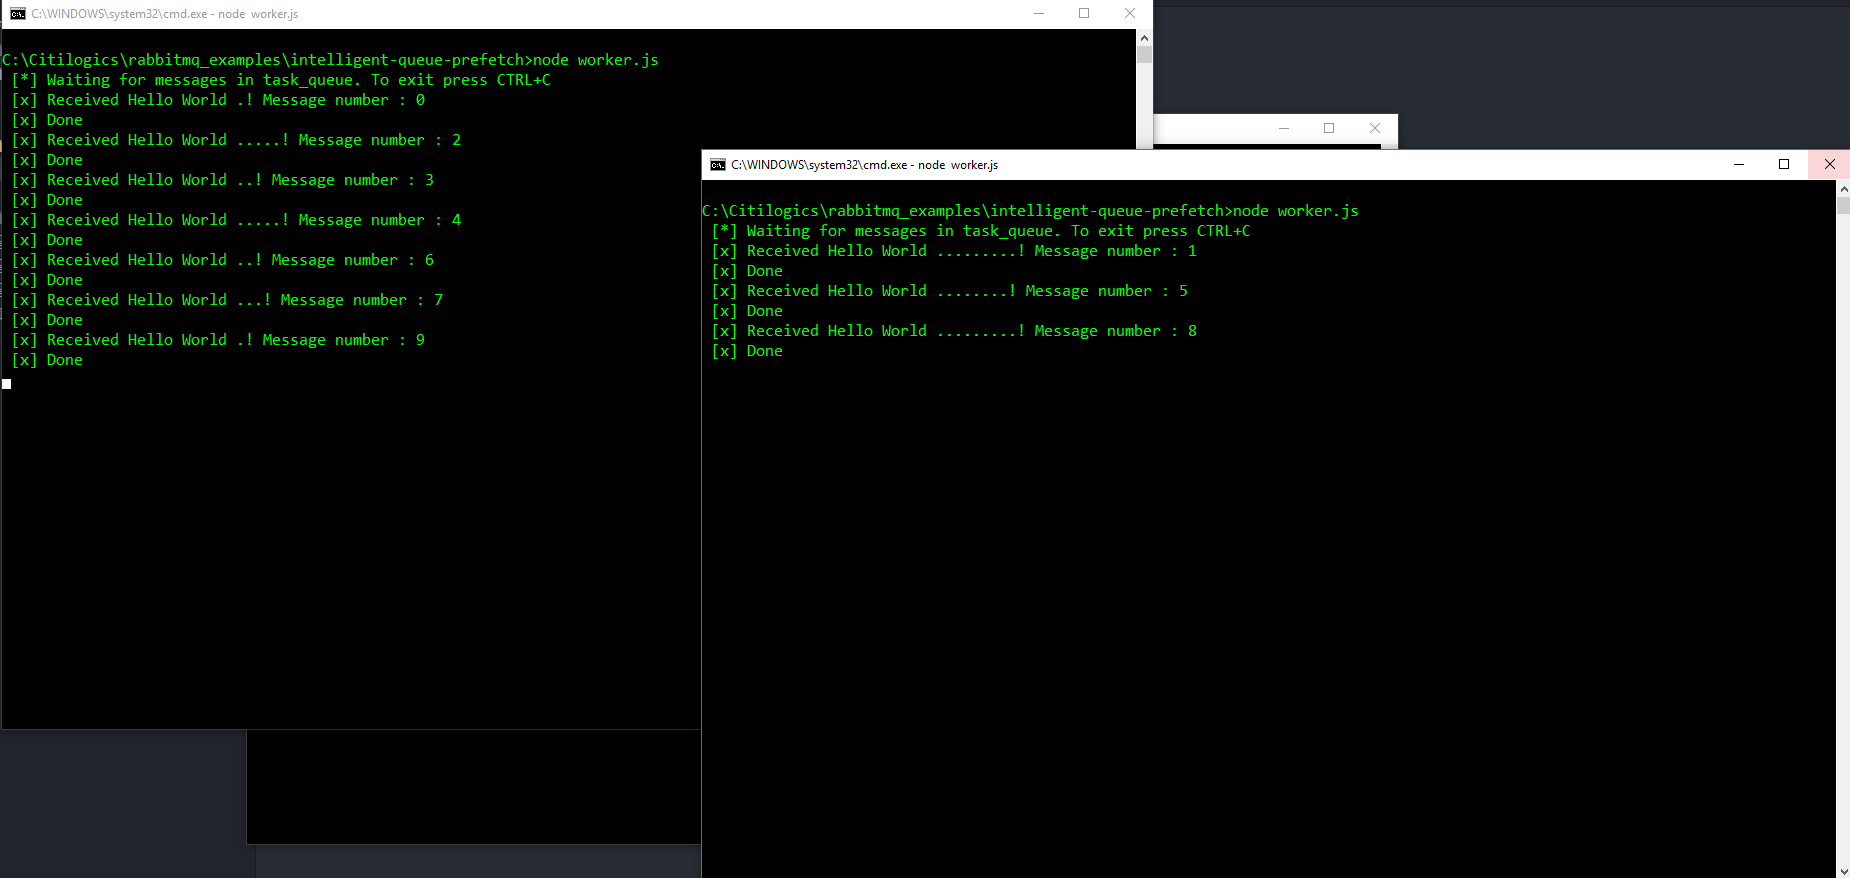 C:\WINDOWS\system32\cmd.exe - node  worker.js
C:\Citilogics\rabbitmq_examples\intelligent-queue-prefetch>node worker.js
[*] Waiting for messages in task_queue. To exit press CTRL+C
[x] Received Hello World .! Message number : 0
[x] Done
[x] Received Hello World .....! Message number : 2
[x] Done
[x] Received Hello World ..! Message number : 3
[x] Done
[x] Received Hello World .....! Message number : 4
[x] Done
[x] Received Hello World ..! Message number : 6
[x] Done
[x] Received Hello World ...! Message number : 7
[x] Done
[x] Received Hello World .! Message number : 9
[x] Done
C:\WINDOWS\system32\cmd.exe - node  worker.js
C:\Citilogics\rabbitmq_examples\intelligent-queue-prefetch>node worker.js
[*] Waiting for messages in task_queue. To exit press CTRL+C
[x] Received Hello World .........! Message number : 1
[x] Done
[x] Received Hello World ........! Message number : 5
[x] Done
[x] Received Hello World .........! Message number : 8
[x] Done